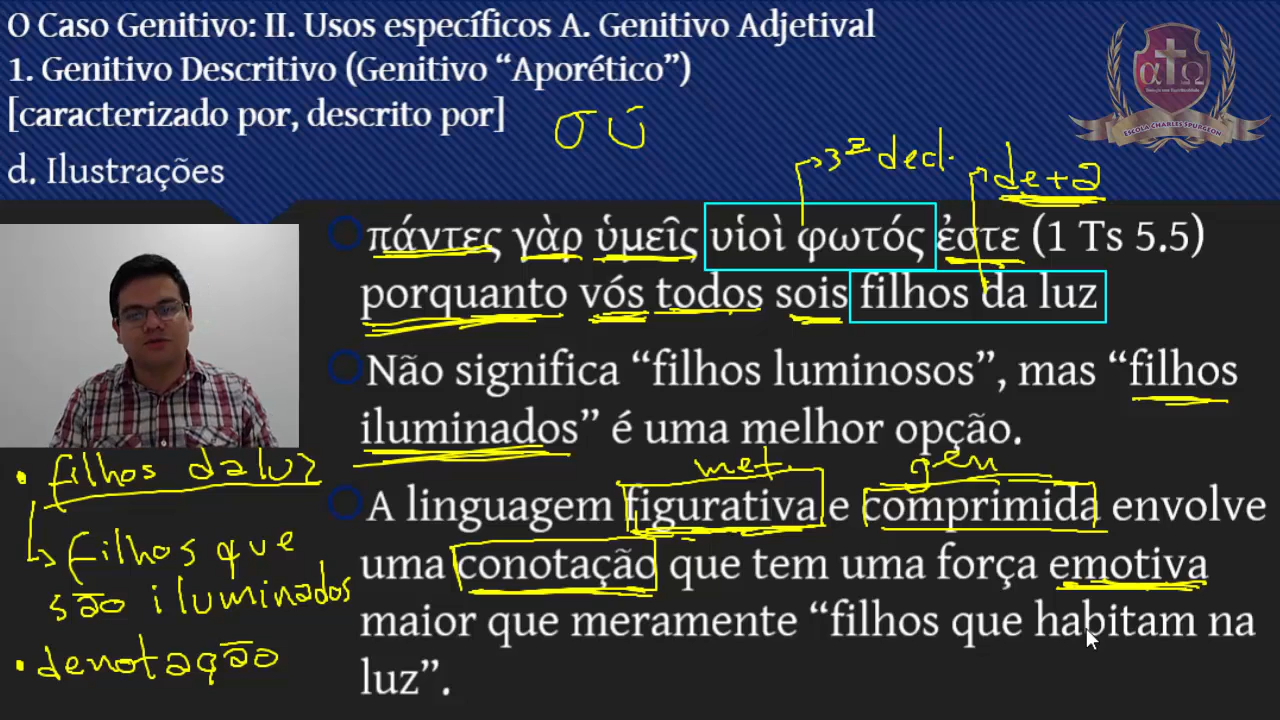 O Caso Genitivo: II. Usos específicos A. Genitivo Adjetival
1. Genitivo Descritivo (Genitivo “Aporético”)
[caracterizado por, descrito por]
d. Ilustrações
α Ω
ESCOLA CHARLES SPURGEON
σ ύ
3ª decl.
de + a
πάντες γὰρ ὑμεῖς υἱοὶ φωτός ἐστε (1 Ts 5.5)
porquanto vós todos sois filhos da luz
Não significa “filhos luminosos”, mas “filhos
iluminados” é uma melhor opção.
met.
gen
A linguagem figurativa e comprimida envolve
uma conotação que tem uma força emotiva
maior que meramente “filhos que habitam na
luz”.
• filhos da luz
filhos que
são iluminados
• denotação